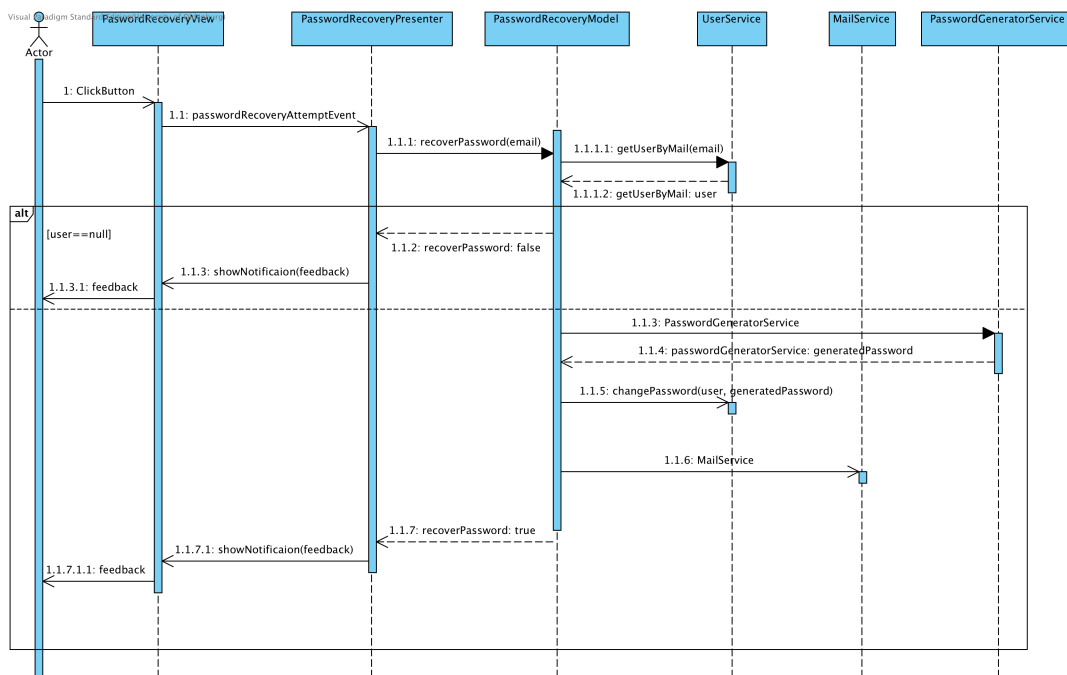 Visual Paradigm Standard
PasswordRecoveryView
PasswordRecoveryPresenter
PasswordRecoveryModel
UserService
MailService
PasswordGeneratorService
Actor
1: ClickButton
1.1: passwordRecoveryAttemptEvent
1.1.1: recoverPassword(email)
1.1.1.1: getUserByMail(email)
1.1.1.2: getUserByMail: user
alt
[user==null]
1.1.2: recoverPassword: false
1.1.3: showNotificaion(feedback)
1.1.3.1: feedback
1.1.3: PasswordGeneratorService
1.1.4: passwordGeneratorService: generatedPassword
1.1.5: changePassword(user, generatedPassword)
1.1.6: MailService
1.1.7: recoverPassword: true
1.1.7.1: showNotificaion(feedback)
1.1.7.1.1: feedback